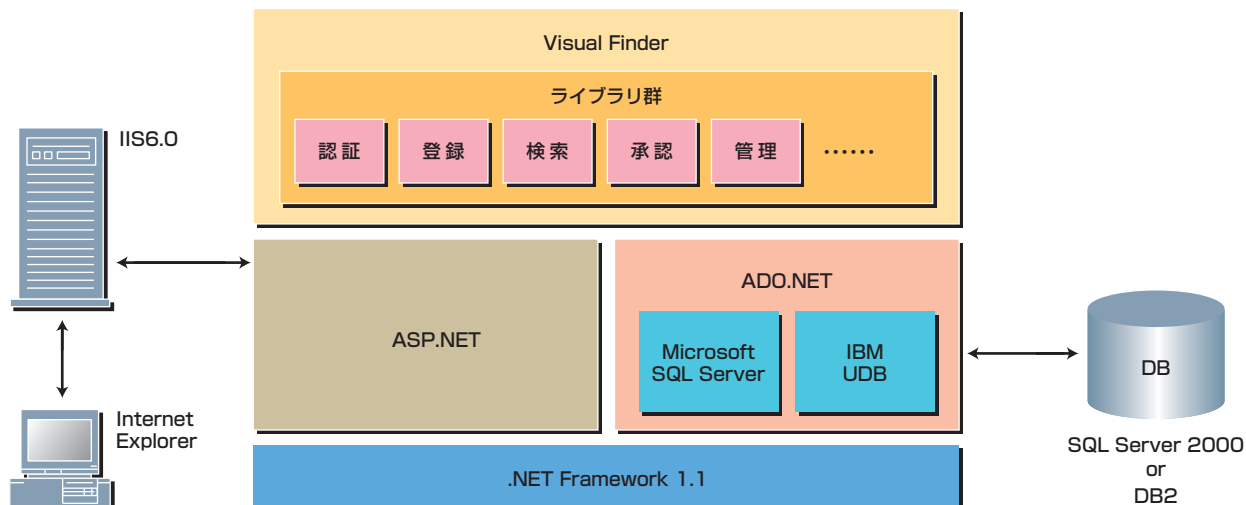 Visual Finder
ライブラリ群
認証
登録
検索
承認
管理
……
IIS6.0
Internet
Explorer
ASP.NET
ADO.NET
Microsoft
SQL Server
IBM
UDB
.NET Framework 1.1
DB
SQL Server 2000
or
DB2